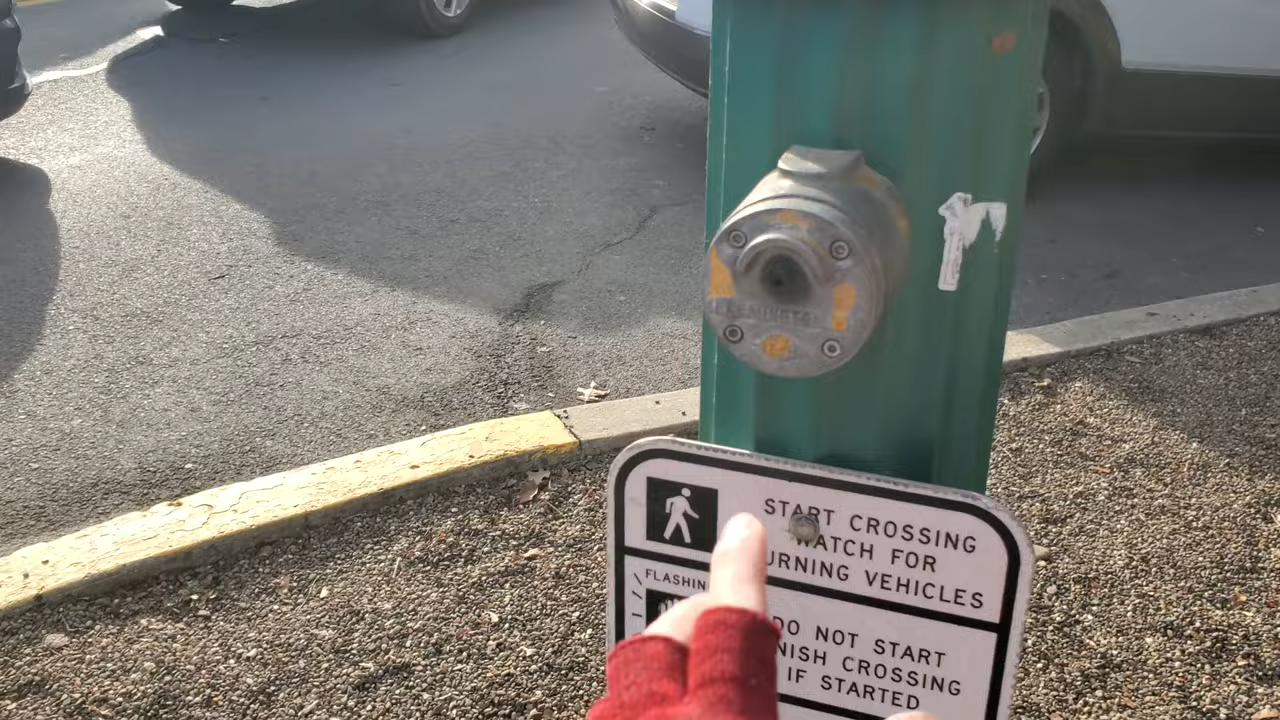 START CROSSING
WATCH FOR
URNING VEHICLES
FLASHIN
DO NOT START
NISH CROSSING
IF STARTED